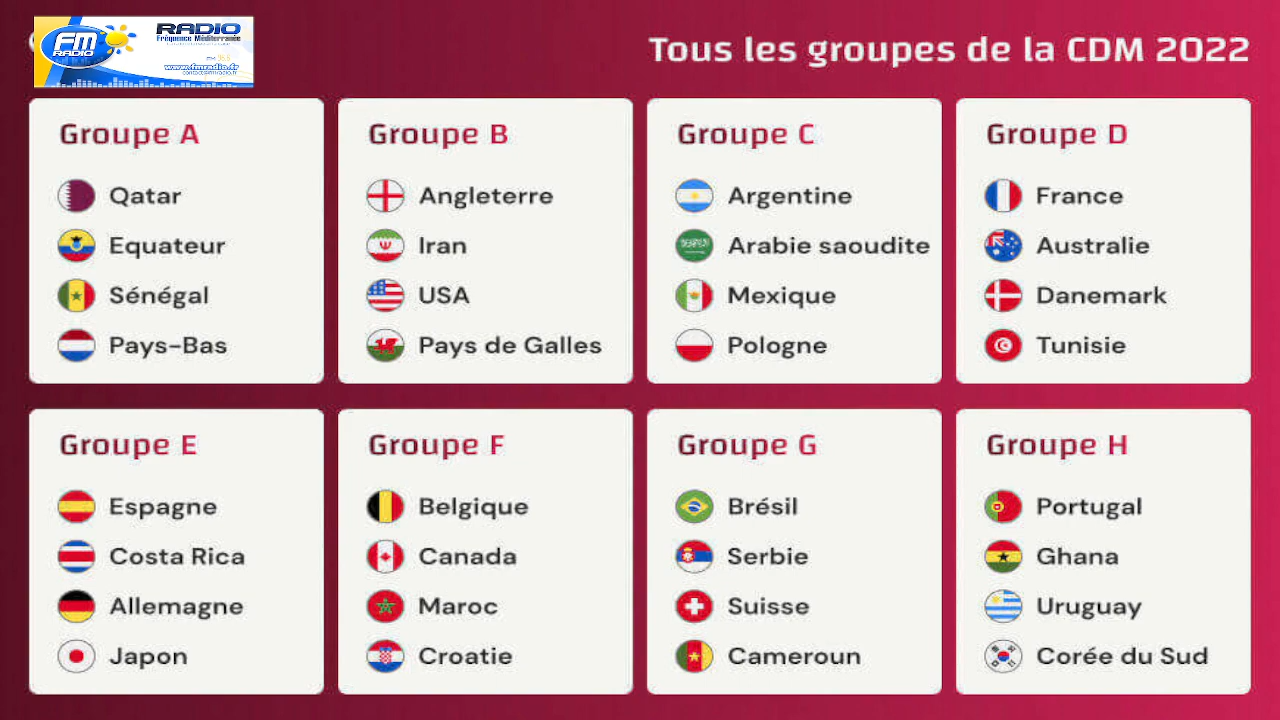 FM
RADIO
RADIO
Fréquence Méditerranée
www.fmradio.fr
contact@fmradio.fr
Tous les groupes de la CDM 2022
Groupe A
Qatar
Equateur
Sénégal
Pays-Bas
Groupe B
Angleterre
Iran
USA
Pays de Galles
Groupe C
Argentine
Arabie saoudite
Mexique
Pologne
Groupe D
France
Australie
Danemark
Tunisie
Groupe E
Espagne
Costa Rica
Allemagne
Japon
Groupe F
Belgique
Canada
Maroc
Croatie
Groupe G
Brésil
Serbie
Suisse
Cameroun
Groupe H
Portugal
Ghana
Uruguay
Corée du Sud